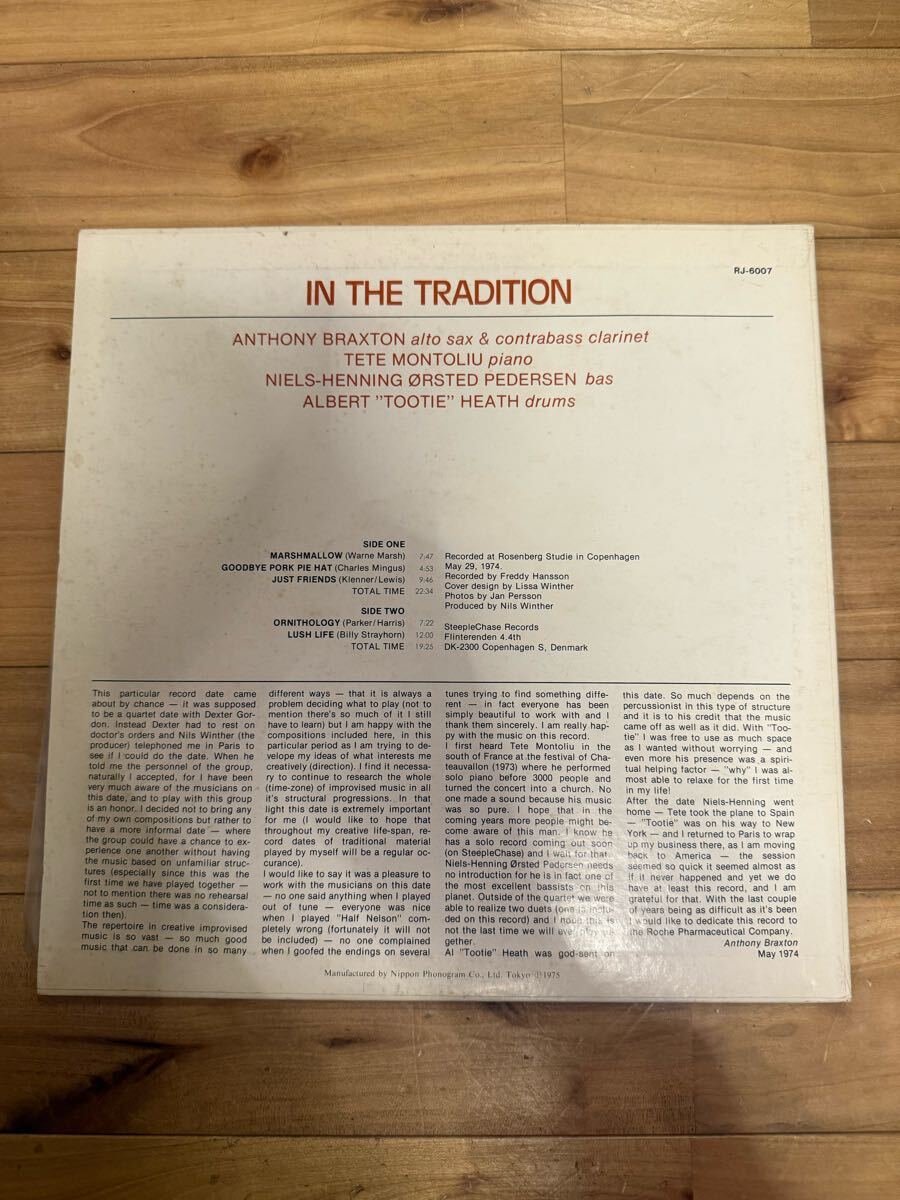 RJ-6007
IN THE TRADITION
ANTHONY BRAXTON alto sax & contrabass clarinet
TETE MONTOLIU piano
NIELS-HENNING ØRSTED PEDERSEN bas
ALBERT "TOOTIE" HEATH drums
SIDE ONE
MARSHMALLOW (Warne Marsh) 7:47
GOODBYE PORK PIE HAT (Charles Mingus) 4:53
JUST FRIENDS (Klenner/Lewis) 9:46
TOTAL TIME 22:34
SIDE TWO
ORNITHOLOGY (Parker/Harris) 7:22
LUSH LIFE (Billy Strayhorn) 12:00
TOTAL TIME 19:25
Recorded at Rosenberg Studie in Copenhagen
May 29, 1974.
Recorded by Freddy Hansson
Cover design by Lissa Winther
Photos by Jan Persson
Produced by Nils Winther
SteepleChase Records
Flinterenden 4.4th
DK-2300 Copenhagen S, Denmark
This particular record date came
about by chance — it was supposed
to be a quartet date with Dexter Gor-
don. Instead Dexter had to rest on
doctor's orders and Nils Winther (the
producer) telephoned me in Paris to
see if I could do the date. When he
told me the personnel of the group,
naturally I accepted, for I have been
very much aware of the musicians on
this date, and to play with this group
is an honor. I decided not to bring any
of my own compositions but rather to
have a more informal date — where
the group could have a chance to ex-
perience one another without having
the music based on unfamiliar struc-
tures (especially since this was the
first time we have played together —
not to mention there was no rehearsal
time as such — time was a considera-
tion then).
The repertoire in creative improvised
music is so vast — so much good
music that can be done in so many
different ways — that it is always a
problem deciding what to play (not to
mention there's so much of it I still
have to learn) but I am happy with the
compositions included here, in this
particular period as I am trying to de-
velope my ideas of what interests me
creatively (direction). I find it necessa-
ry to continue to research the whole
(time-zone) of improvised music in all
it's structural progressions. In that
light this date is extremely important
for me (I would like to hope that
throughout my creative life-span, re-
cord dates of traditional material
played by myself will be a regular oc-
curance).
I would like to say it was a pleasure to
work with the musicians on this date
— no one said anything when I played
out of tune — everyone was nice
when I played "Half Nelson" com-
pletely wrong (fortunately it will not
be included) — no one complained
when I goofed the endings on several
tunes trying to find something diffe-
rent — in fact everyone has been
simply beautiful to work with and I
thank them sincerely. I am really hap-
py with the music on this record.
I first heard Tete Montoliu in the
south of France at the festival of Cha-
teauvallon (1973) where he performed
solo piano before 3000 people and
turned the concert into a church. No
one made a sound because his music
was so pure. I hope that in the
coming years more people might be-
come aware of this man. I know he
has a solo record coming out soon
(on SteepleChase) and I wait for that.
Niels-Henning Ørsted Pedersen needs
no introduction for he is in fact one of
the most excellent bassists on this
planet. Outside of the quartet we were
able to realize two duets (one is inclu-
ded on this record) and I hope this is
not the last time we will ever play to-
gether.
Al "Tootie" Heath was god-sent on
this date. So much depends on the
percussionist in this type of structure
and it is to his credit that the music
came off as well as it did. With "Too-
tie" I was free to use as much space
as I wanted without worrying — and
even more his presence was a spiri-
tual helping factor — "why" I was al-
most able to relaxe for the first time
in my life!
After the date Niels-Henning went
home — Tete took the plane to Spain
— "Tootie" was on his way to New
York — and I returned to Paris to wrap
up my business there, as I am moving
back to America — the session
seemed so quick it seemed almost as
if it never happened and yet we do
have at least this record, and I am
grateful for that. With the last couple
of years being as difficult as it's been
I would like to dedicate this record to
the Roche Pharmaceutical Company.
Anthony Braxton
May 1974
Manufactured by Nippon Phonogram Co., Ltd. Tokyo ℗1975